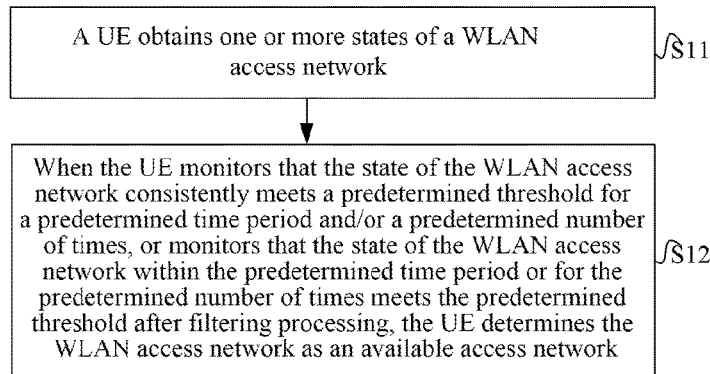 A UE obtains one or more states of a WLAN
access network
S11
When the UE monitors that the state of the WLAN access
network consistently meets a predetermined threshold for
a predetermined time period and/or a predetermined number
of times, or monitors that the state of the WLAN access
network within the predetermined time period or for the
predetermined number of times meets the predetermined
threshold after filtering processing, the UE determines the
WLAN access network as an available access network
S12